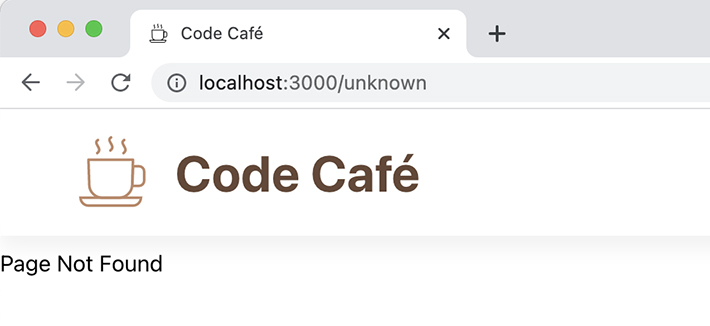 Code Café
localhost:3000/unknown
Code Café
Page Not Found